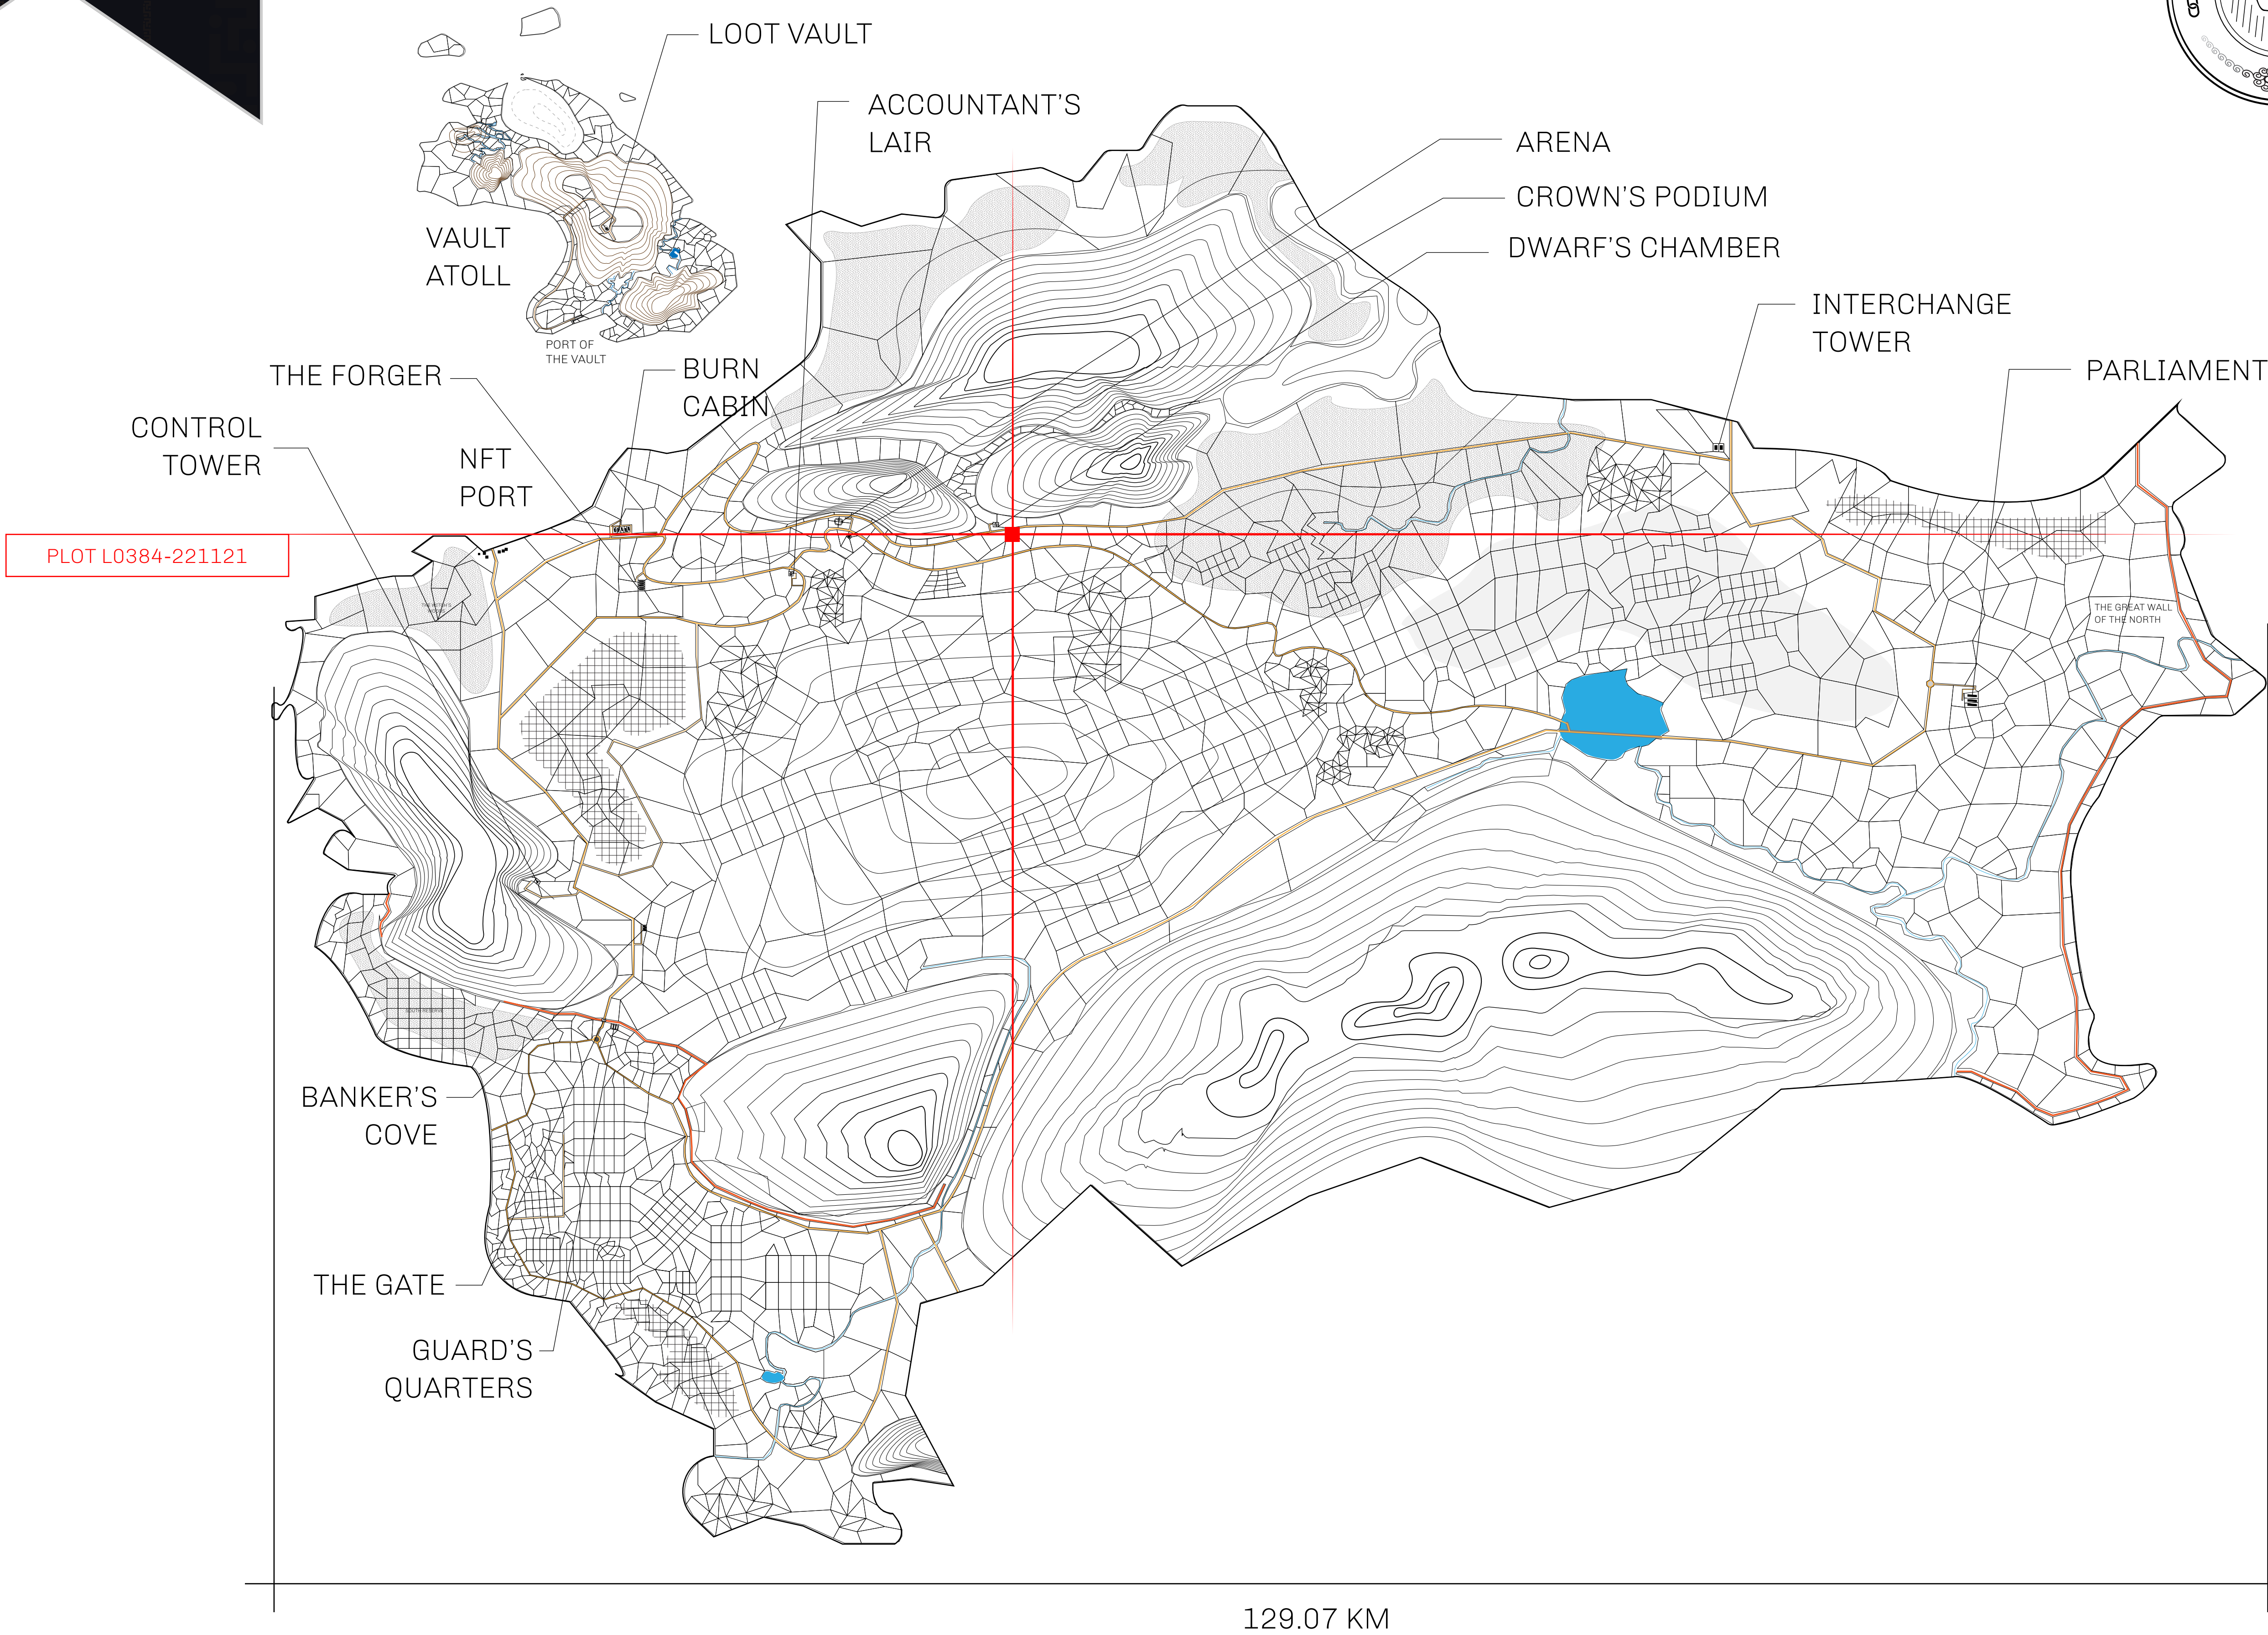 LOOT VAULT
ACCOUNTANT'S
LAIR
ARENA
CROWN'S PODIUM
DWARF'S CHAMBER
VAULT
ATOLL
INTERCHANGE
TOWER
PORT OF
THE VAULT
THE FORGER
BURN
CABIN
PARLIAMENT
CONTROL
TOWER
NFT
PORT
PLOT L0384-221121
THE GREAT WALL
OF THE NORTH
BANKER'S
COVE
THE GATE
GUARD'S
QUARTERS
129.07 KM